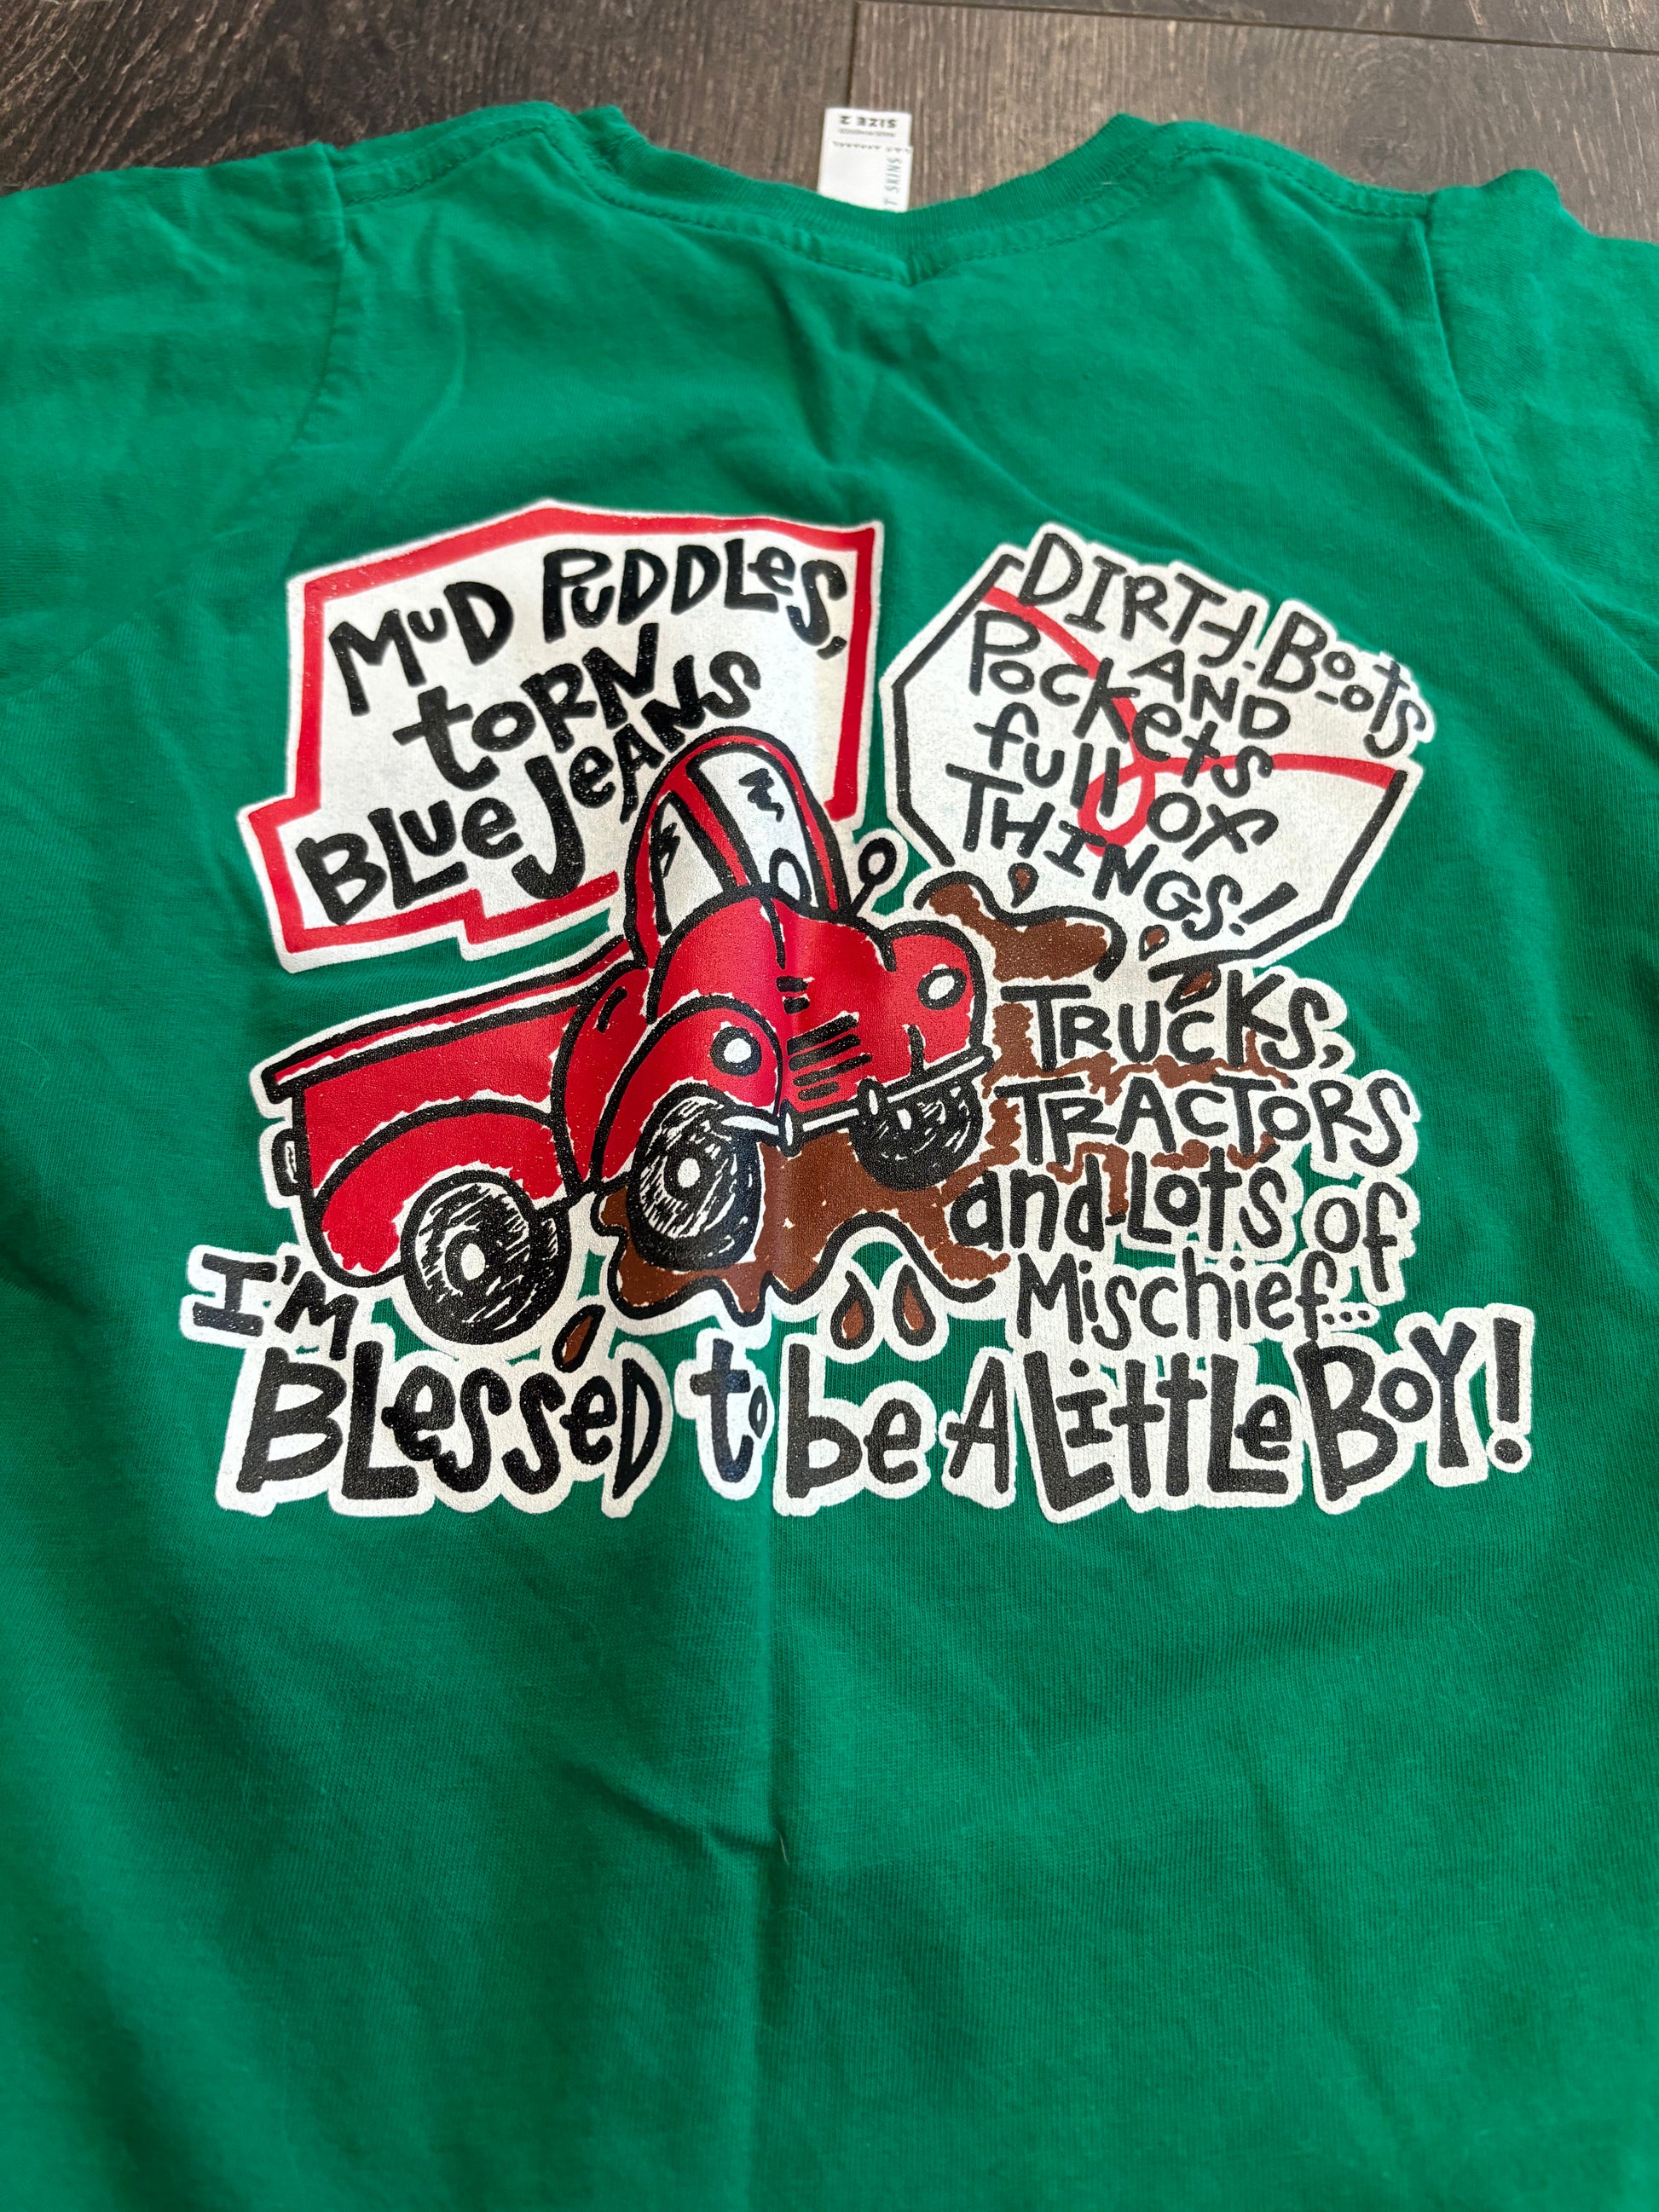 SIZE 2
MuD PuDDLes,
toRN
BLue JeANs
DIRTY Boots
AND
Pockets
full OF
THINGS!
TRucKS,
TRACToRS
and Lots of
Mischief...
I'M
BLesseD to be A LittLe BoY!